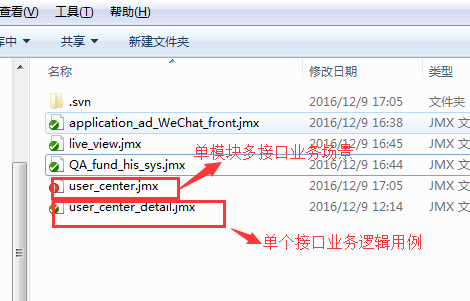 查看(V) 工具(T) 帮助(H)
库中 共享 新建文件夹
名称 修改日期 类型
.svn 2016/12/9 17:05 文件夹
application_ad_WeChat_front.jmx 2016/12/9 16:38 JMX 文
live_view.jmx 2016/12/9 16:45 JMX 文
单模块多接口业务场景
QA_fund_his_sys.jmx 2016/12/9 16:44 JMX 文
user_center.jmx 2016/12/9 17:05 JMX 文
user_center_detail.jmx 2016/12/9 12:14 JMX 文
单个接口业务逻辑用例